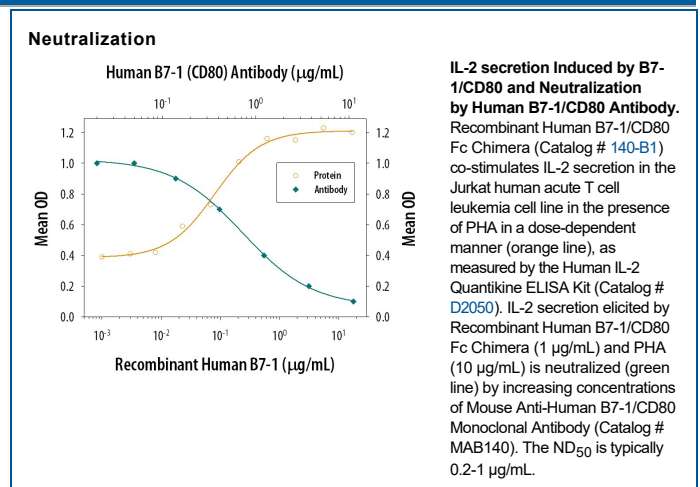 Neutralization
Human B7-1 (CD80) Antibody (μg/mL)
10-1 100 101
1.2 1.2
1.0 1.0
0.8 0.8
0.6 0.6
0.4 0.4
0.2 0.2
0.0 0.0
Mean OD
Mean OD
Protein
Antibody
10-3 10-2 10-1 100 101
Recombinant Human B7-1 (μg/mL)
IL-2 secretion Induced by B7-
1/CD80 and Neutralization
by Human B7-1/CD80 Antibody.
Recombinant Human B7-1/CD80
Fc Chimera (Catalog # 140-B1)
co-stimulates IL-2 secretion in the
Jurkat human acute T cell
leukemia cell line in the presence
of PHA in a dose-dependent
manner (orange line), as
measured by the Human IL-2
Quantikine ELISA Kit (Catalog #
D2050). IL-2 secretion elicited by
Recombinant Human B7-1/CD80
Fc Chimera (1 μg/mL) and PHA
(10 μg/mL) is neutralized (green
line) by increasing concentrations
of Mouse Anti-Human B7-1/CD80
Monoclonal Antibody (Catalog #
MAB140). The ND50 is typically
0.2-1 μg/mL.